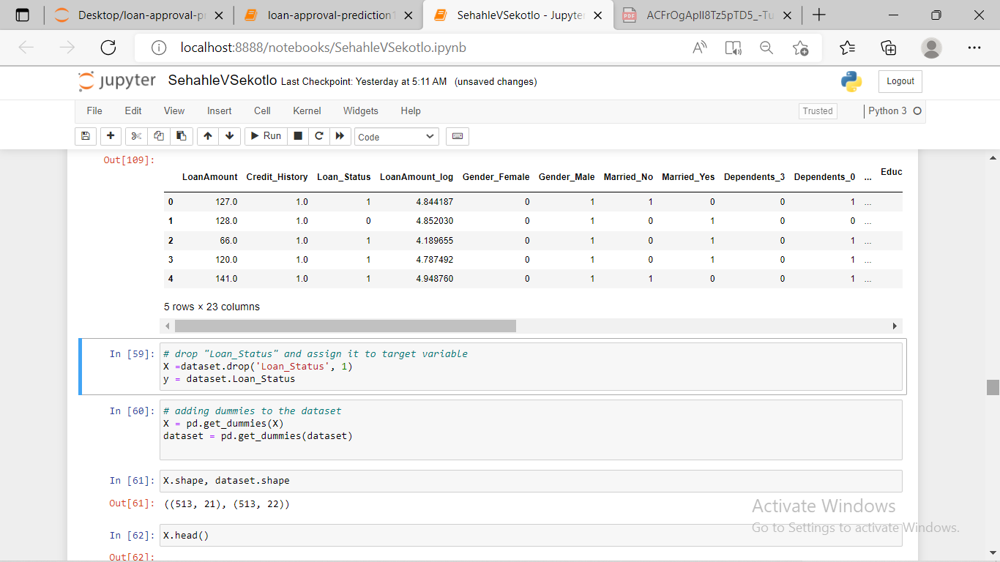 Desktop/loan-approval-p
loan-approval-prediction
SehahleVSekotlo - Jupyte
ACFrOgApII8Tz5pTD5_-Tu
localhost:8888/notebooks/SehahleVSekotlo.ipynb
jupyter SehahleVSekotlo Last Checkpoint: Yesterday at 5:11 AM (unsaved changes)
Logout
File Edit View Insert Cell Kernel Widgets Help
Trusted
Python 3
Run
Code
Out[109]:
LoanAmount Credit_History Loan_Status LoanAmount_log Gender_Female Gender_Male Married_No Married_Yes Dependents_3 Dependents_0 ... Educ
0 127.0 1.0 1 4.844187 0 1 1 0 0 1 ...
1 128.0 1.0 0 4.852030 0 1 0 1 0 0 ...
2 66.0 1.0 1 4.189655 0 1 0 1 0 1 ...
3 120.0 1.0 1 4.787492 0 1 0 1 0 1 ...
4 141.0 1.0 1 4.948760 0 1 1 0 0 1 ...
5 rows × 23 columns
In [59]: # drop "Loan_Status" and assign it to target variable
X =dataset.drop('Loan_Status', 1)
y = dataset.Loan_Status
In [60]: # adding dummies to the dataset
X = pd.get_dummies(X)
dataset = pd.get_dummies(dataset)
In [61]: X.shape, dataset.shape
Out[61]: ((513, 21), (513, 22))
Activate Windows
Go to Settings to activate Windows.
In [62]: X.head()
Out[62]: